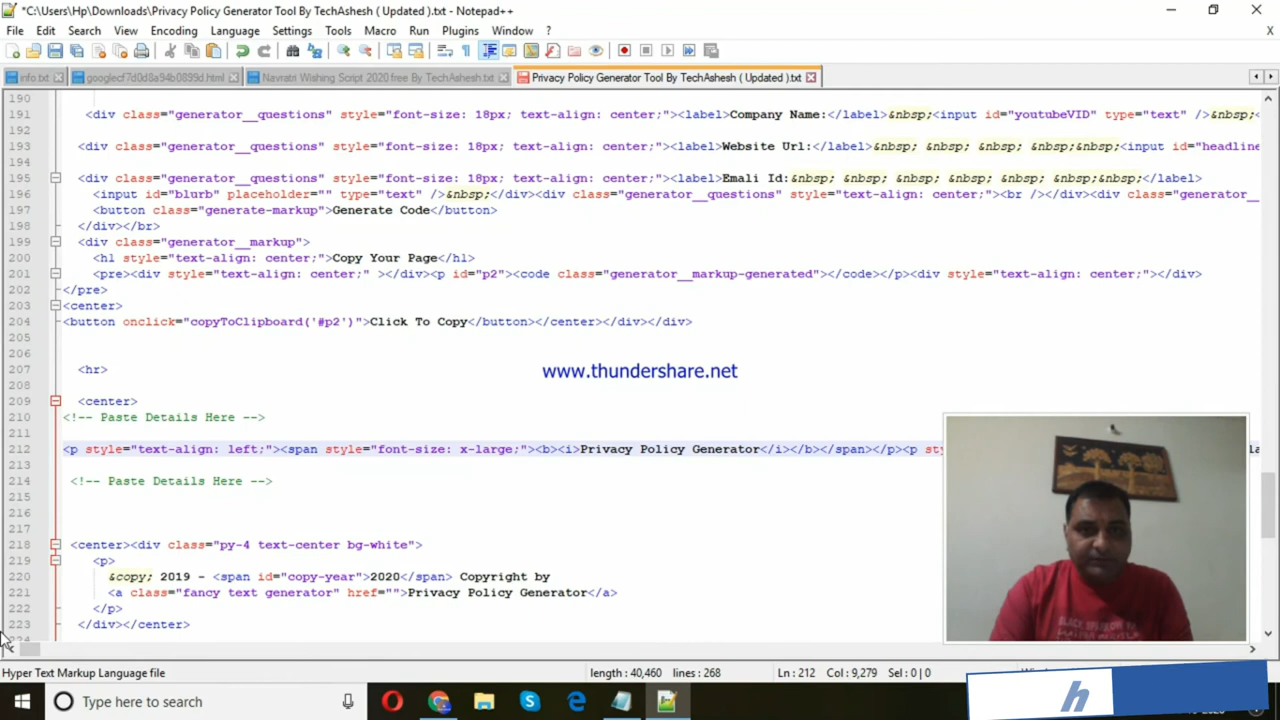 *C:\Users\Hp\Downloads\Privacy Policy Generator Tool By TechAshesh ( Updated ).txt - Notepad++
File Edit Search View Encoding Language Settings Tools Macro Run Plugins Window ? X
info.txt googlecf7d0d8a94b0899d.html Navratri Wishing Script 2020 free By TechAshesh.txt Privacy Policy Generator Tool By TechAshesh ( Updated ).txt
190
191 <div class="generator__questions" style="font-size: 18px; text-align: center;"><label>Company Name:</label>&nbsp;<input id="youtubeVID" type="text" />&nbsp;<
192
193 <div class="generator__questions" style="font-size: 18px; text-align: center;"><label>Website Url:</label>&nbsp; &nbsp; &nbsp; &nbsp;&nbsp;<input id="headline
194
195 <div class="generator__questions" style="font-size: 18px; text-align: center;"><label>Emali Id:&nbsp; &nbsp; &nbsp; &nbsp; &nbsp; &nbsp;&nbsp;</label>
196 <input id="blurb" placeholder="" type="text" />&nbsp;</div><div class="generator__questions" style="text-align: center;"><br /></div><div class="generator_
197 <button class="generate-markup">Generate Code</button>
198 </div></br>
199 <div class="generator__markup">
200 <h1 style="text-align: center;">Copy Your Page</h1>
201 <pre><div style="text-align: center;" ></div><p id="p2"><code class="generator__markup-generated"></code></p><div style="text-align: center;"></div>
202 </pre>
203 <center>
204 <button onclick="copyToClipboard('#p2')">Click To Copy</button></center></div></div>
205
206
207 <hr>
208
209 <center>
210 <!-- Paste Details Here -->
211
212 <p style="text-align: left;"><span style="font-size: x-large;"><b><i>Privacy Policy Generator</i></b></span></p><p sty
213
214 <!-- Paste Details Here -->
215
216
217
218 <center><div class="py-4 text-center bg-white">
219 <p>
220 &copy; 2019 - <span id="copy-year">2020</span> Copyright by
221 <a class="fancy text generator" href="">Privacy Policy Generator</a>
222 </p>
223 </div></center>
224
www.thundershare.net
Hyper Text Markup Language file length : 40,460 lines : 268 Ln : 212 Col : 9,279 Sel : 0 | 0
Type here to search
h